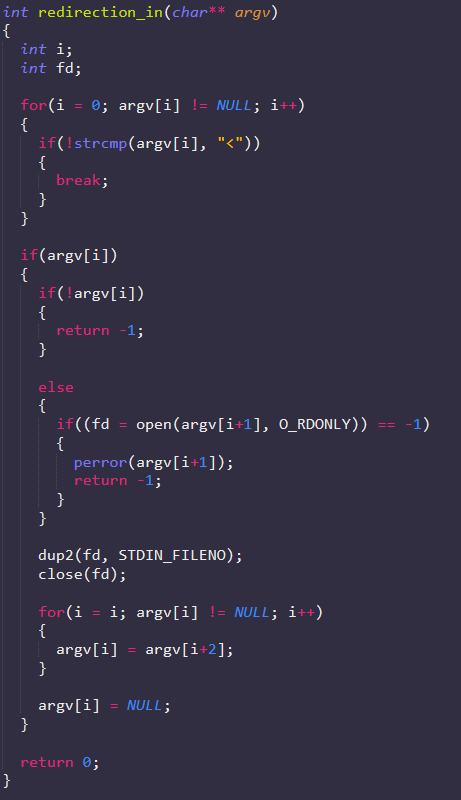 int redirection_in(char** argv)
{
  int i;
  int fd;

  for(i = 0; argv[i] != NULL; i++)
  {
    if(!strcmp(argv[i], "<"))
    {
      break;
    }
  }

  if(argv[i])
  {
    if(!argv[i])
    {
      return -1;
    }

    else
    {
      if((fd = open(argv[i+1], O_RDONLY)) == -1)
      {
        perror(argv[i+1]);
        return -1;
      }
    }

    dup2(fd, STDIN_FILENO);
    close(fd);

    for(i = i; argv[i] != NULL; i++)
    {
      argv[i] = argv[i+2];
    }

    argv[i] = NULL;
  }

  return 0;
}